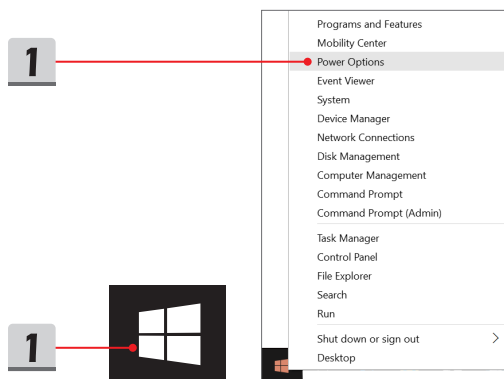 1
Programs and Features
Mobility Center
Power Options
Event Viewer
System
Device Manager
Network Connections
Disk Management
Computer Management
Command Prompt
Command Prompt (Admin)
Task Manager
Control Panel
File Explorer
Search
Run
Shut down or sign out
Desktop
1